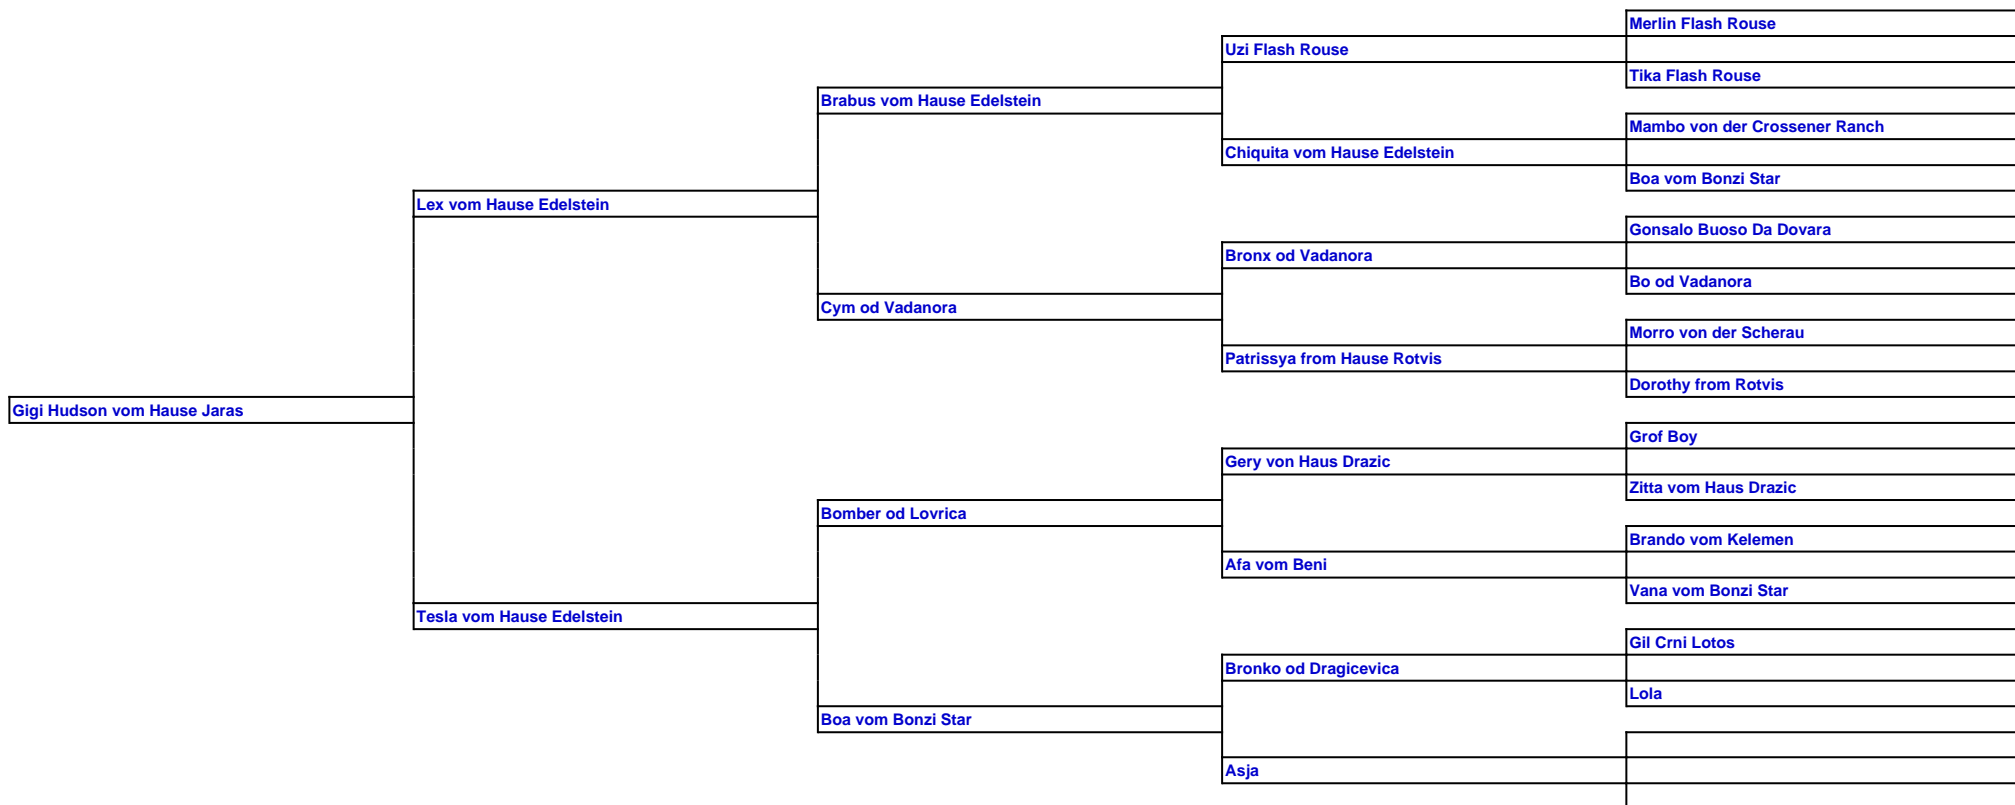 Merlin Flash Rouse
Uzi Flash Rouse
Tika Flash Rouse
Brabus vom Hause Edelstein
Mambo von der Crossener Ranch
Chiquita vom Hause Edelstein
Boa vom Bonzi Star
Lex vom Hause Edelstein
Gonsalo Buoso Da Dovara
Bronx od Vadanora
Bo od Vadanora
Cym od Vadanora
Morro von der Scherau
Patrissya from Hause Rotvis
Dorothy from Rotvis
Gigi Hudson vom Hause Jaras
Grof Boy
Gery von Haus Drazic
Zitta vom Haus Drazic
Bomber od Lovrica
Brando vom Kelemen
Afa vom Beni
Vana vom Bonzi Star
Tesla vom Hause Edelstein
Gil Crni Lotos
Bronko od Dragicevica
Lola
Boa vom Bonzi Star
Asja